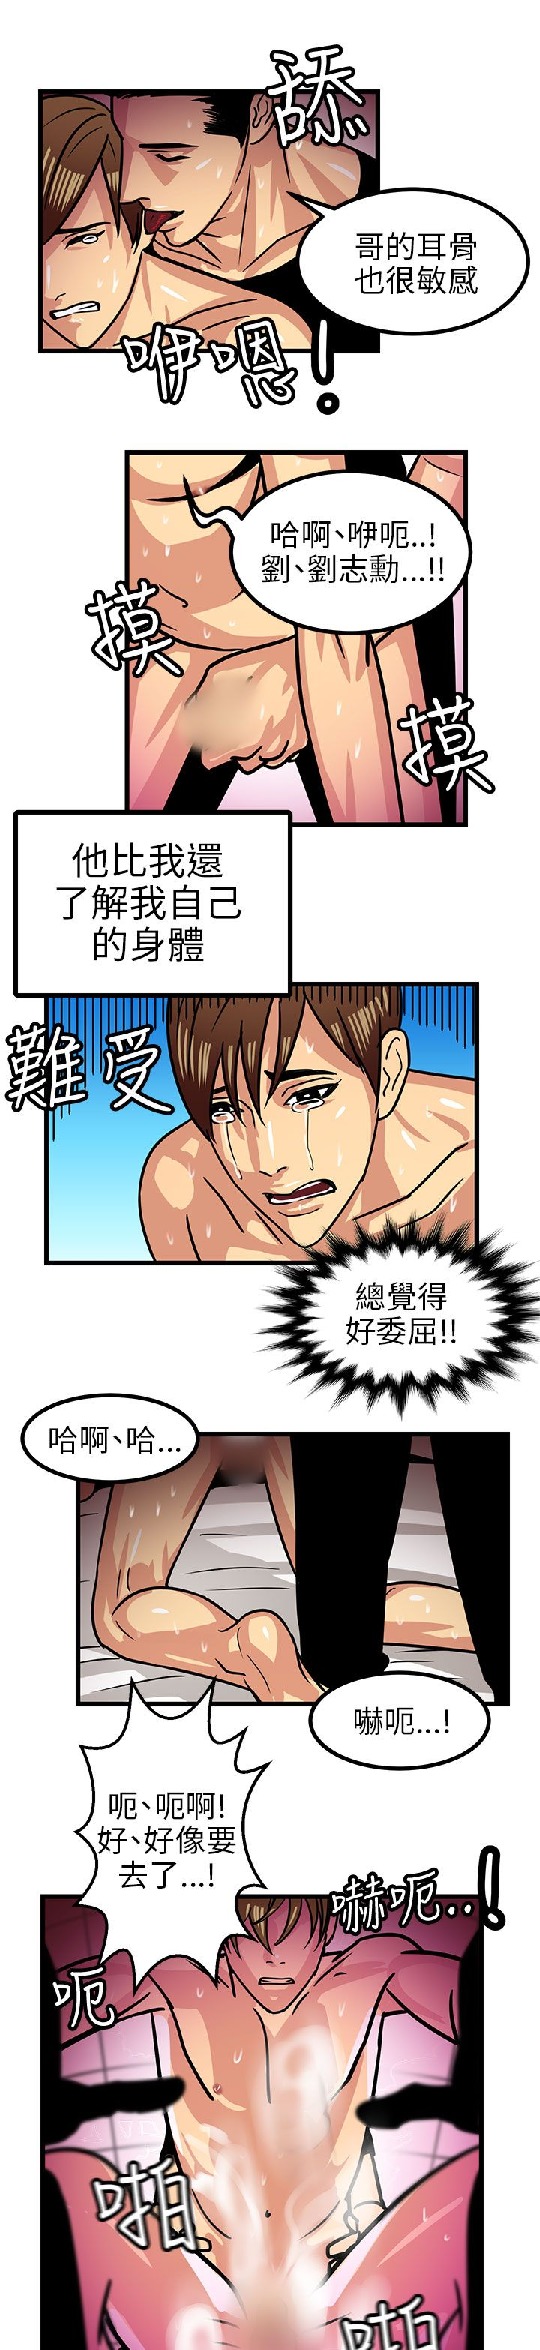 舔
哥的耳骨
也很敏感
咿嗯!
哈啊、咿呃..!
劉、劉志勳...!!
摸
摸
他比我還
了解我自己
的身體
難受
總覺得
好委屈!!
哈啊、哈...
嚇呃...!
呃、呃啊!
好、好像要
去了...!
嚇呃..!
呃
啪
啪